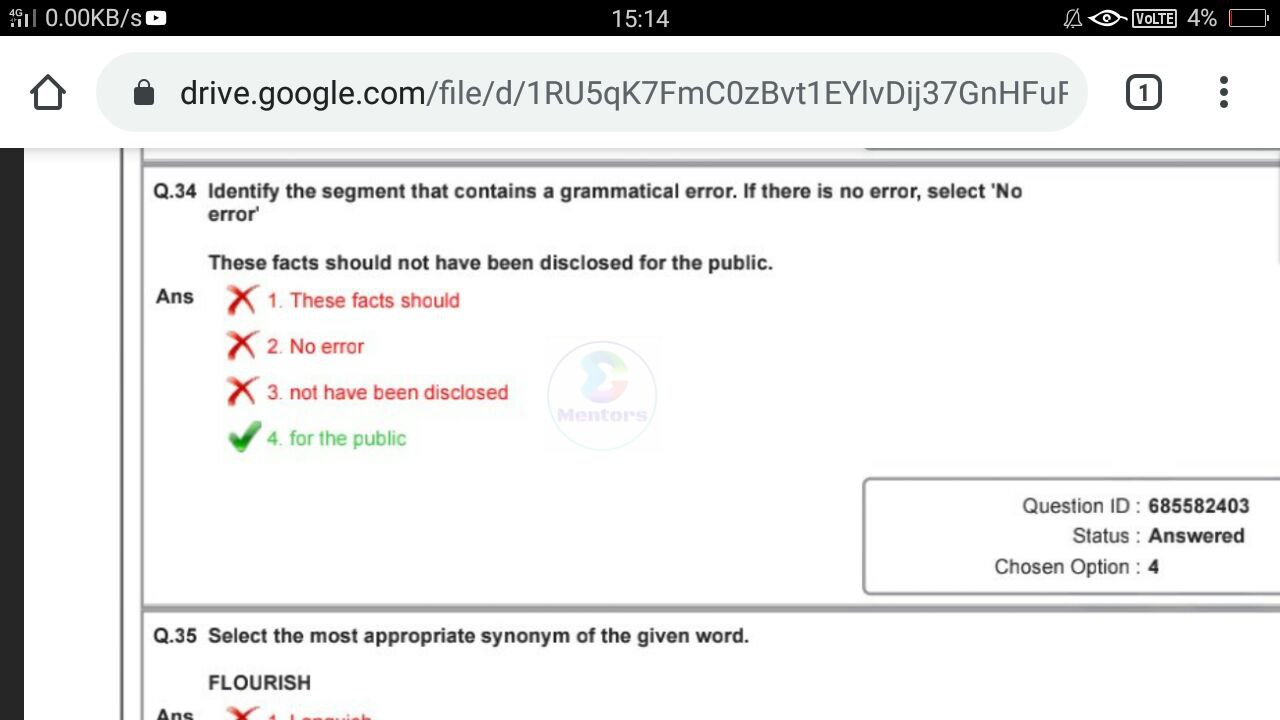 4G 0.00KB/s 15:14 VoLTE 4%
drive.google.com/file/d/1RU5qK7FmC0zBvt1EYlvDij37GnHFuF 1
Q.34 Identify the segment that contains a grammatical error. If there is no error, select 'No
error'
These facts should not have been disclosed for the public.
Ans 1. These facts should
2. No error
3. not have been disclosed
Mentors
4. for the public
Question ID : 685582403
Status : Answered
Chosen Option : 4
Q.35 Select the most appropriate synonym of the given word.
FLOURISH
Ans 1. Languish